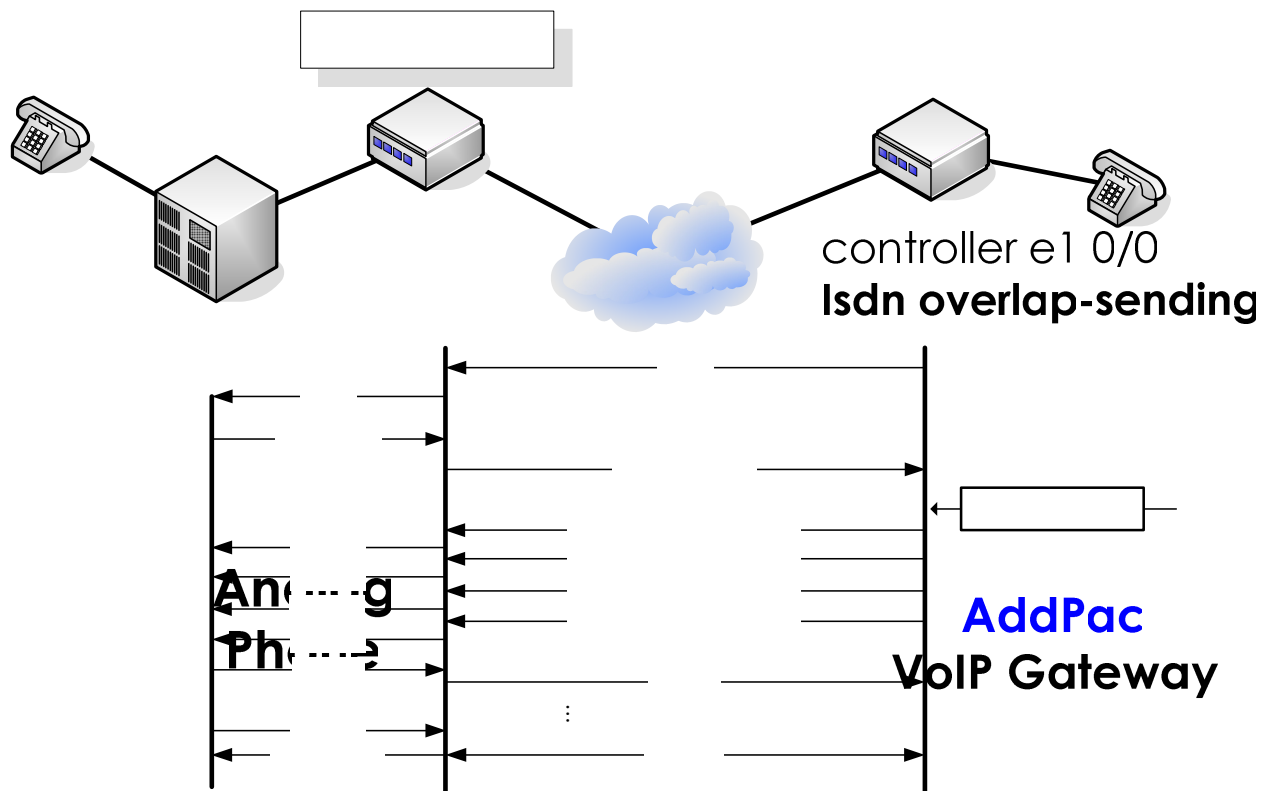 controller e1 0/0
Isdn overlap-sending
AddPac
VoIP Gateway